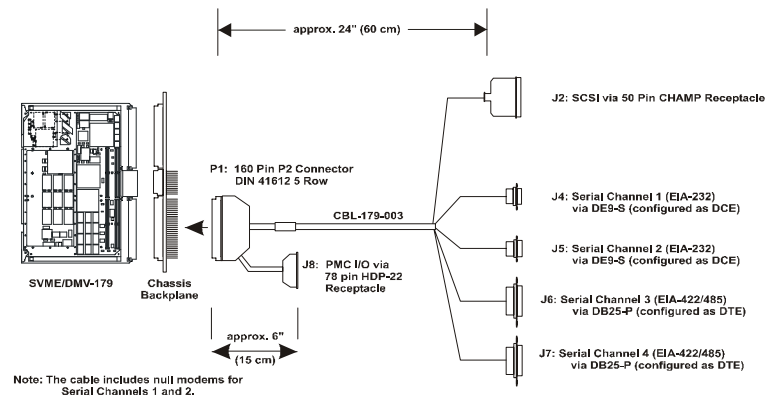 approx. 24" (60 cm)
J2: SCSI via 50 Pin CHAMP Receptacle
P1: 160 Pin P2 Connector
DIN 41612 5 Row
CBL-179-003
J4: Serial Channel 1 (EIA-232)
via DE9-S (configured as DCE)
J5: Serial Channel 2 (EIA-232)
via DE9-S (configured as DCE)
J8: PMC I/O via
78 pin HDP-22
Receptacle
SVME/DMV-179
Chassis
Backplane
J6: Serial Channel 3 (EIA-422/485)
via DB25-P (configured as DTE)
approx. 6"
(15 cm)
J7: Serial Channel 4 (EIA-422/485)
via DB25-P (configured as DTE)
Note: The cable includes null modems for
Serial Channels 1 and 2.